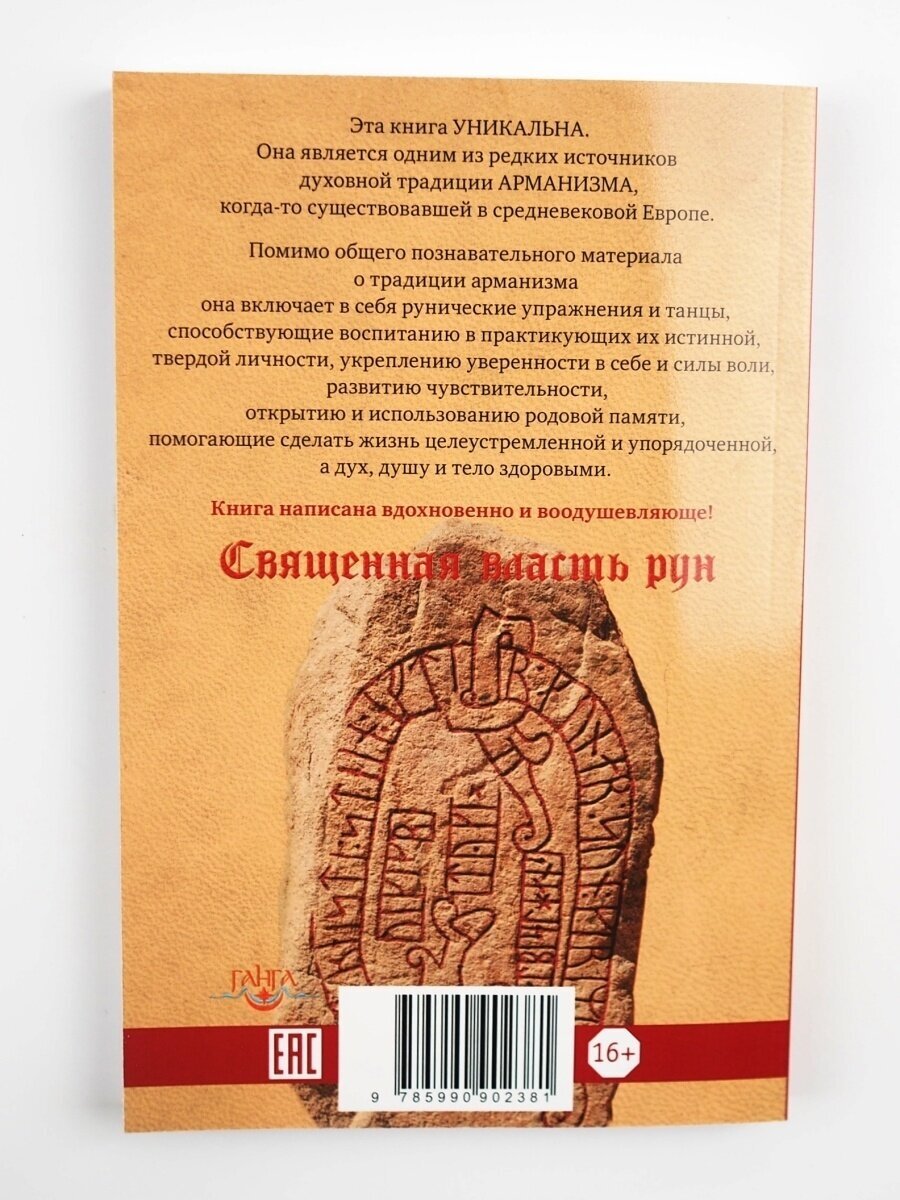 Эта книга УНИКАЛЬНА.
Она является одним из редких источников
духовной традиции АРМАНИЗМА,
когда-то существовавшей в средневековой Европе.
Помимо общего познавательного материала
о традиции арманизма
она включает в себя рунические упражнения и танцы,
способствующие воспитанию в практикующих их истинной,
твердой личности, укреплению уверенности в себе и силы воли,
развитию чувствительности,
открытию и использованию родовой памяти,
помогающие сделать жизнь целеустремленной и упорядоченной,
а дух, душу и тело здоровыми.
Книга написана вдохновенно и воодушевляюще!
Священная власть рун
ГАНГА
EAC
16+
9 785990 902381